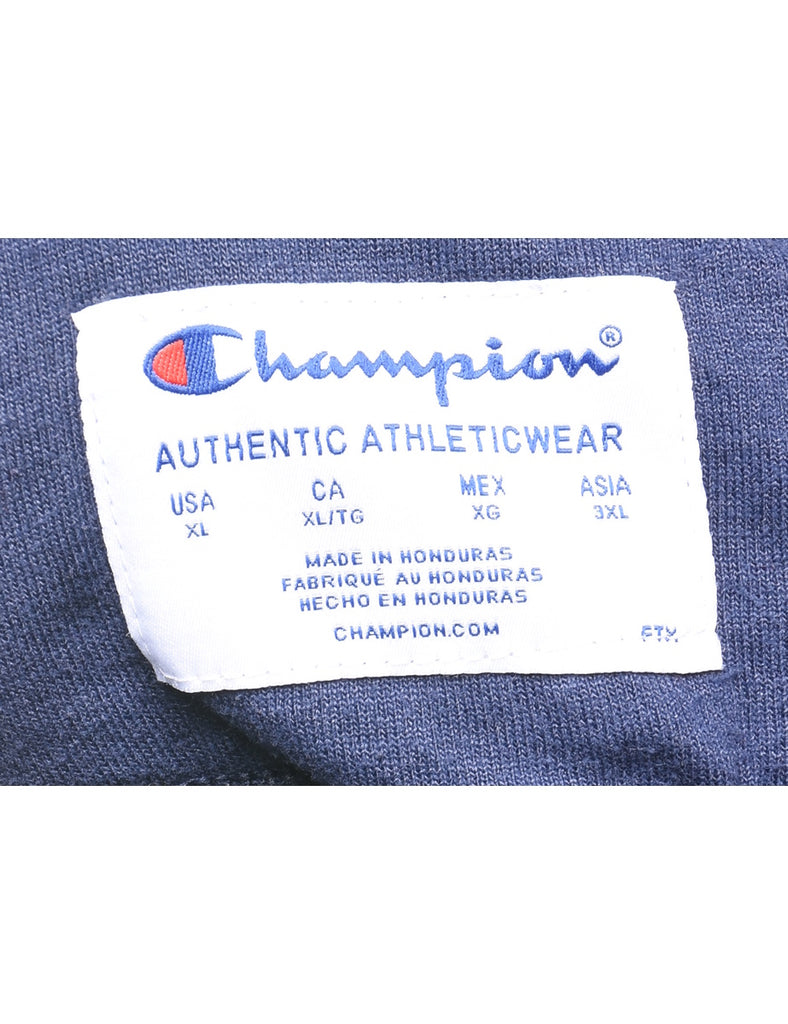 Champion®
AUTHENTIC ATHLETICWEAR
USA CA MEX ASIA
XL XL/TG XG 3XL
MADE IN HONDURAS
FABRIQUÉ AU HONDURAS
HECHO EN HONDURAS
CHAMPION.COM